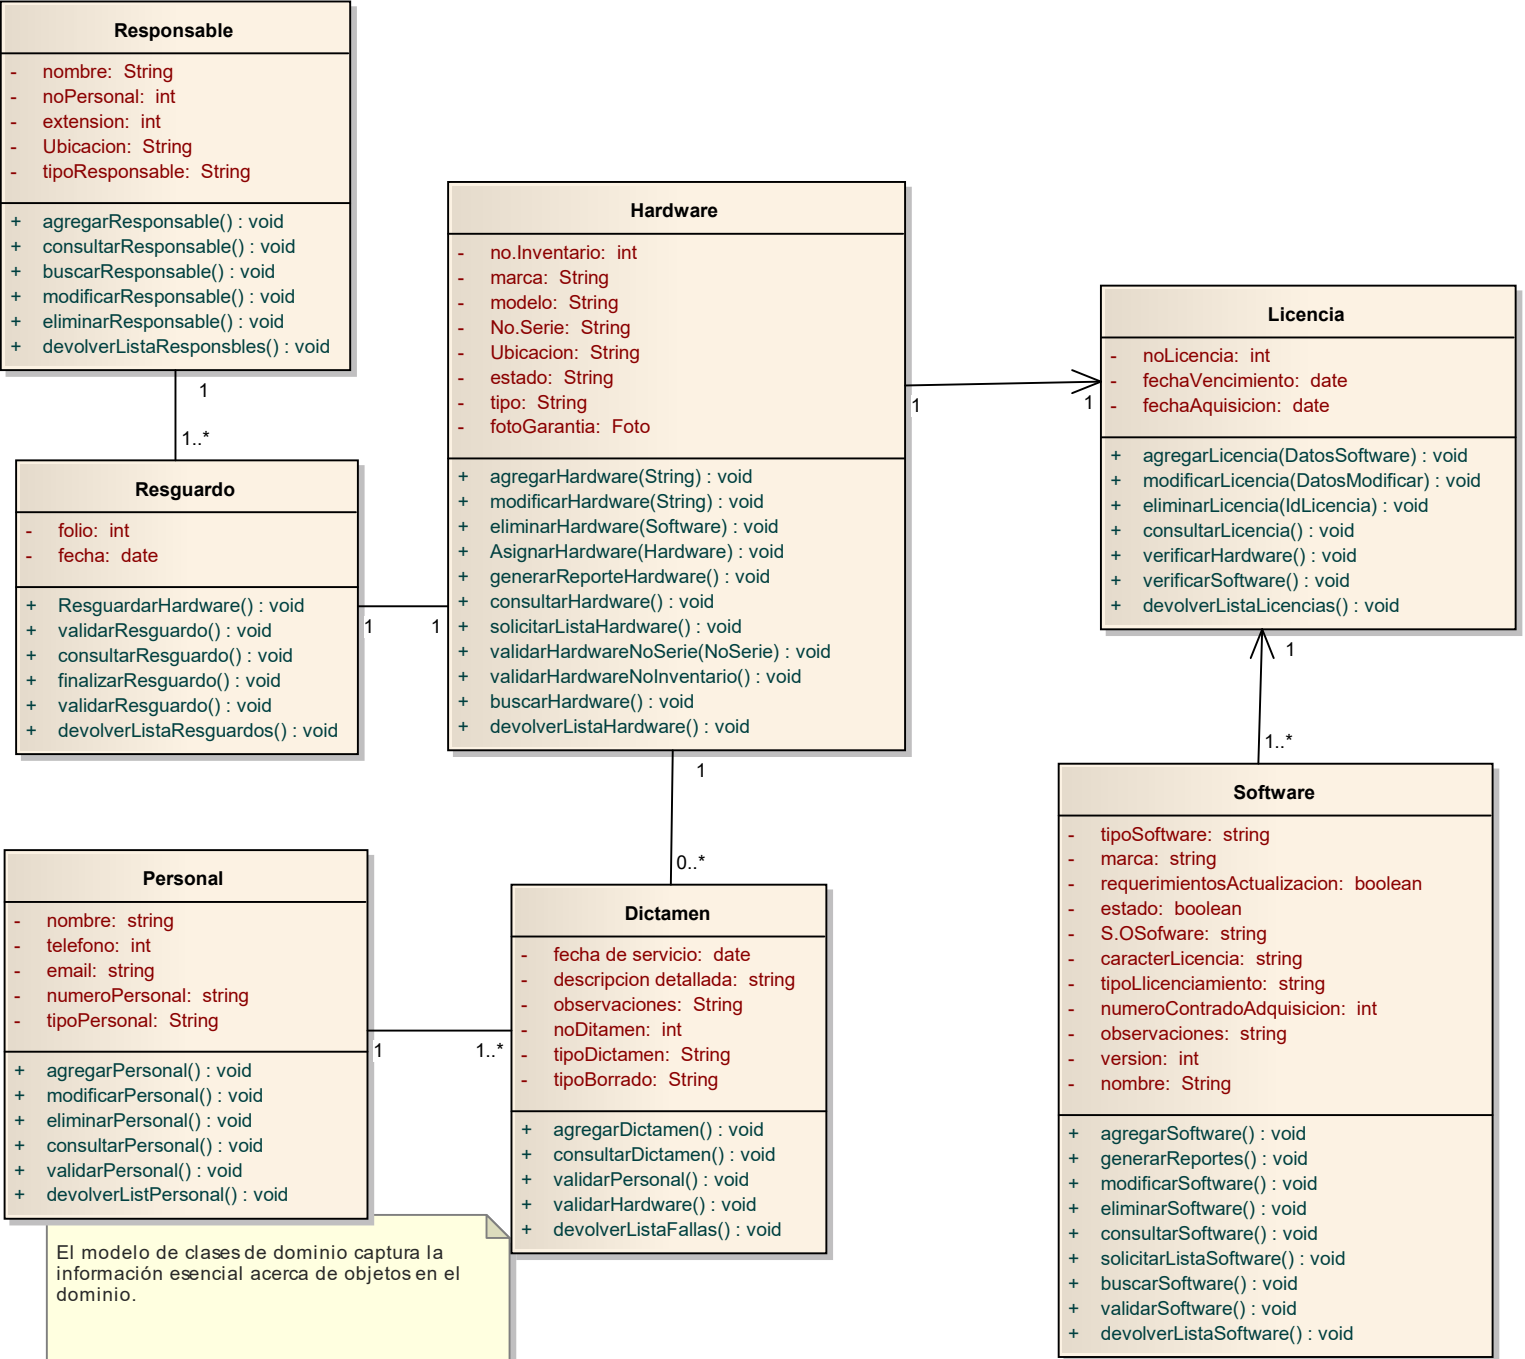 Responsable
- nombre: String
- noPersonal: int
- extension: int
- Ubicacion: String
- tipoResponsable: String
+ agregarResponsable() : void
+ consultarResponsable() : void
+ buscarResponsable() : void
+ modificarResponsable() : void
+ eliminarResponsable() : void
+ devolverListaResponsbles() : void
1
1..*
Resguardo
- folio: int
- fecha: date
+ ResguardarHardware() : void
+ validarResguardo() : void
+ consultarResguardo() : void
+ finalizarResguardo() : void
+ validarResguardo() : void
+ devolverListaResguardos() : void
1
1
Hardware
- no.Inventario: int
- marca: String
- modelo: String
- No.Serie: String
- Ubicacion: String
- estado: String
- tipo: String
- fotoGarantia: Foto
+ agregarHardware(String) : void
+ modificarHardware(String) : void
+ eliminarHardware(Software) : void
+ AsignarHardware(Hardware) : void
+ generarReporteHardware() : void
+ consultarHardware() : void
+ solicitarListaHardware() : void
+ validarHardwareNoSerie(NoSerie) : void
+ validarHardwareNoInventario() : void
+ buscarHardware() : void
+ devolverListaHardware() : void
1
1
Licencia
- noLicencia: int
- fechaVencimiento: date
- fechaAquisicion: date
+ agregarLicencia(DatosSoftware) : void
+ modificarLicencia(DatosModificar) : void
+ eliminarLicencia(IdLicencia) : void
+ consultarLicencia() : void
+ verificarHardware() : void
+ verificarSoftware() : void
+ devolverListaLicencias() : void
1
1..*
Software
- tipoSoftware: string
- marca: string
- requerimientosActualizacion: boolean
- estado: boolean
- S.OSofware: string
- caracterLicencia: string
- tipoLlicenciamiento: string
- numeroContradoAdquisicion: int
- observaciones: string
- version: int
- nombre: String
+ agregarSoftware() : void
+ generarReportes() : void
+ modificarSoftware() : void
+ eliminarSoftware() : void
+ consultarSoftware() : void
+ solicitarListaSoftware() : void
+ buscarSoftware() : void
+ validarSoftware() : void
+ devolverListaSoftware() : void
1
0..*
Personal
- nombre: string
- telefono: int
- email: string
- numeroPersonal: string
- tipoPersonal: String
+ agregarPersonal() : void
+ modificarPersonal() : void
+ eliminarPersonal() : void
+ consultarPersonal() : void
+ validarPersonal() : void
+ devolverListPersonal() : void
1
1..*
Dictamen
- fecha de servicio: date
- descripcion detallada: string
- observaciones: String
- noDitamen: int
- tipoDictamen: String
- tipoBorrado: String
+ agregarDictamen() : void
+ consultarDictamen() : void
+ validarPersonal() : void
+ validarHardware() : void
+ devolverListaFallas() : void
El modelo de clases de dominio captura la
información esencial acerca de objetos en el
dominio.